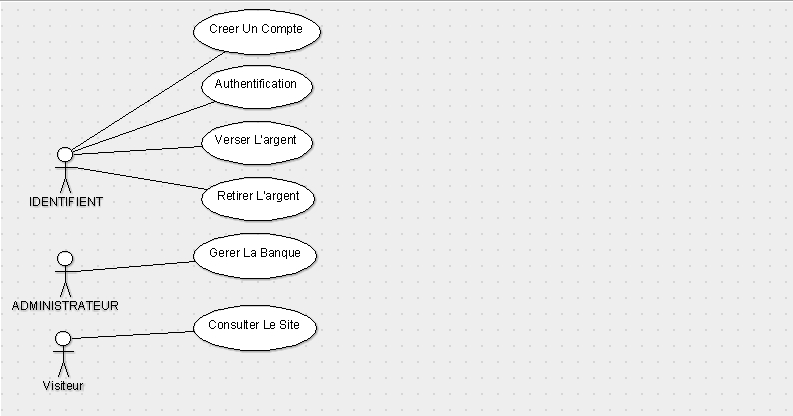 Creer Un Compte
Authentification
Verser L'argent
Retirer L'argent
IDENTIFIENT
Gerer La Banque
ADMINISTRATEUR
Consulter Le Site
Visiteur